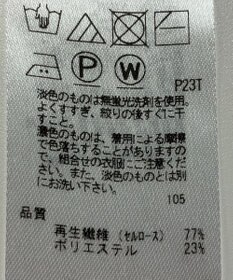 P W
P23T
淡色のものは無蛍光洗剤を使用。
よくすすぎ、絞りの後すぐに干
すこと。
濃色のものは、着用による摩擦
で色落ちすることがありますの
で、組合せの衣服にご注意くださ
い。また、淡色のものとは別
にお洗いください。
105
品質
再生繊維(セルロース) 77%
ポリエステル 23%